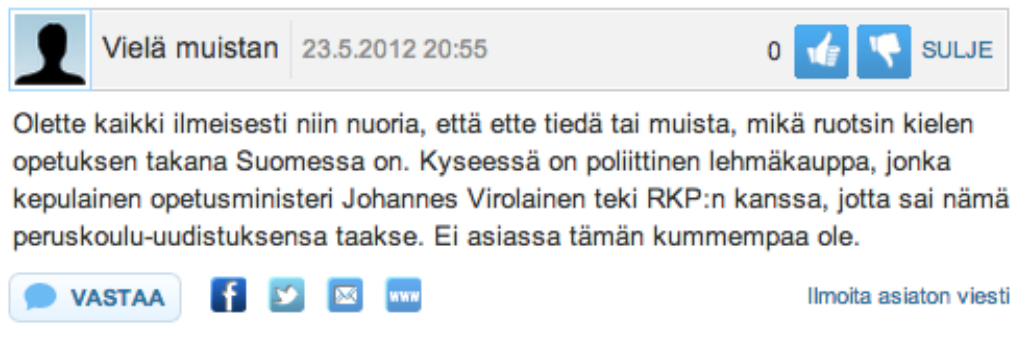 Vielä muistan 23.5.2012 20:55 0 SULJE
Olette kaikki ilmeisesti niin nuoria, että ette tiedä tai muista, mikä ruotsin kielen
opetuksen takana Suomessa on. Kyseessä on poliittinen lehmäkauppa, jonka
kepulainen opetusministeri Johannes Virolainen teki RKP:n kanssa, jotta sai nämä
peruskoulu-uudistuksensa taakse. Ei asiassa tämän kummempaa ole.
VASTAA f www Ilmoita asiaton viesti